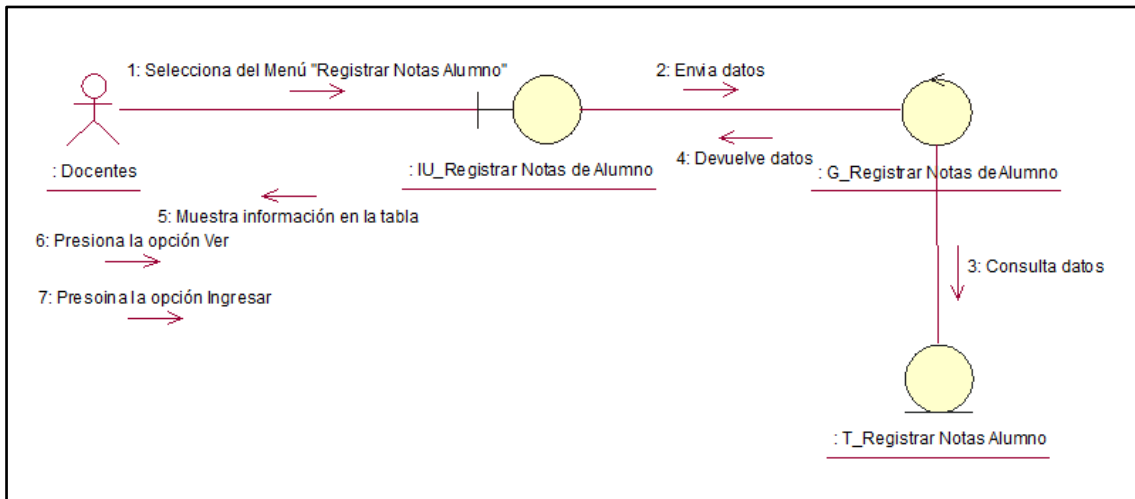 1: Selecciona del Menú "Registrar Notas Alumno"
2: Envia datos
4: Devuelve datos
: Docentes
: IU_Registrar Notas de Alumno
: G_Registrar Notas de Alumno
5: Muestra información en la tabla
6: Presiona la opción Ver
3: Consulta datos
7: Presoina la opción Ingresar
: T_Registrar Notas Alumno